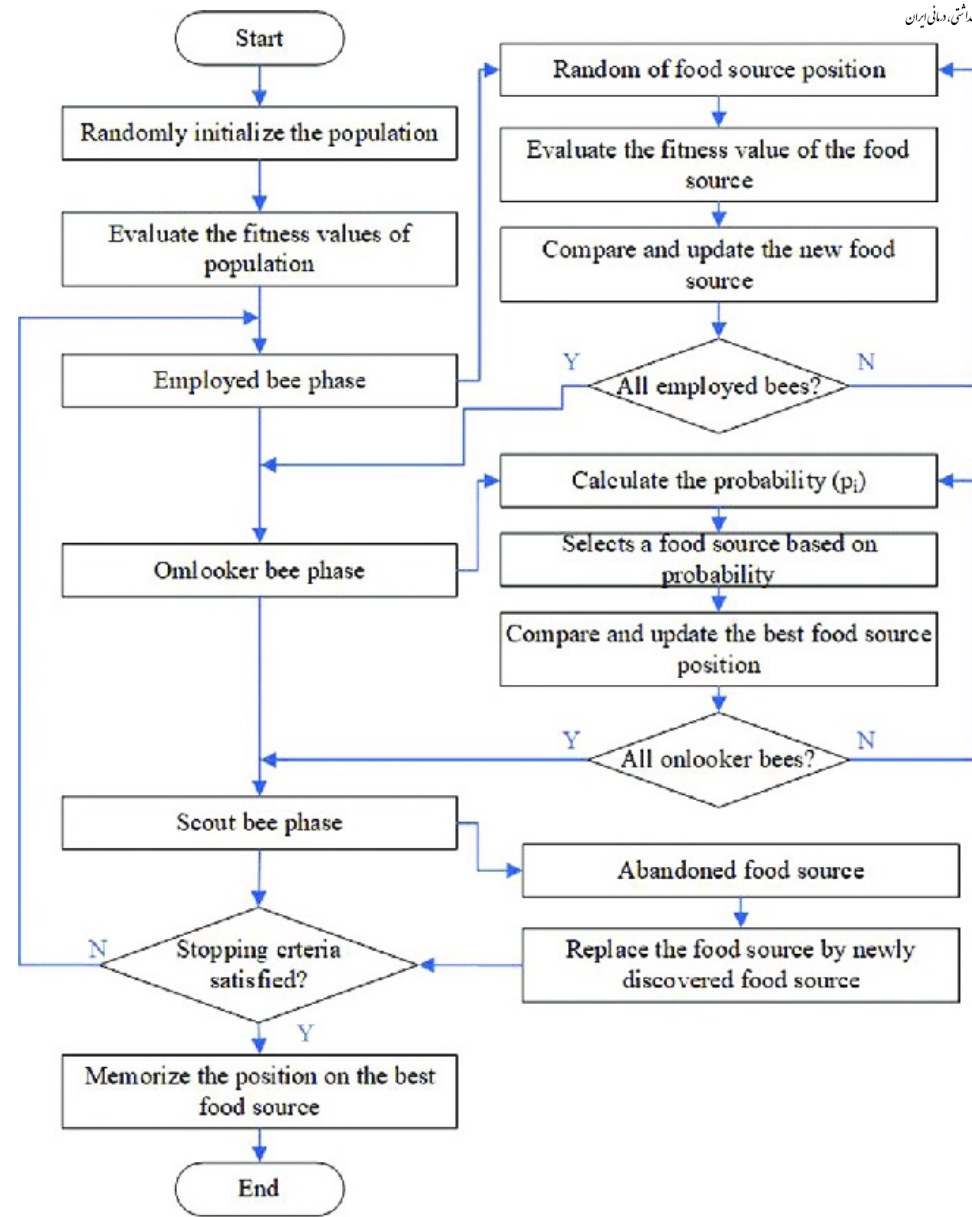 داشتی، درمانی ایران
Start
Randomly initialize the population
Evaluate the fitness values of
population
Employed bee phase
Random of food source position
Evaluate the fitness value of the food
source
Compare and update the new food
source
All employed bees?
Y
N
Omlooker bee phase
Calculate the probability (pᵢ)
Selects a food source based on
probability
Compare and update the best food source
position
All onlooker bees?
Y
N
Scout bee phase
Abandoned food source
Replace the food source by newly
discovered food source
Stopping crteria
satisfied?
N
Y
Memorize the position on the best
food source
End